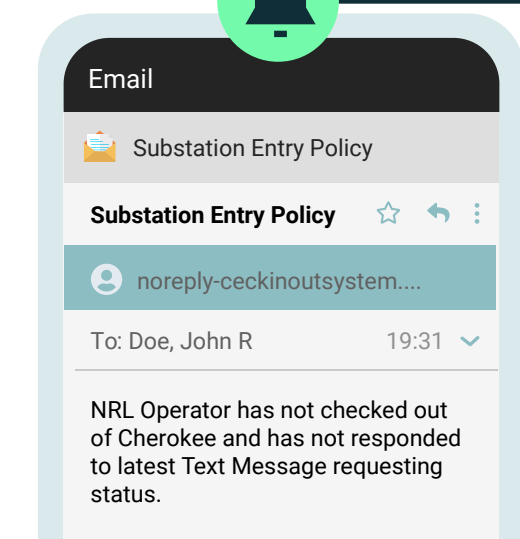 Email
Substation Entry Policy
Substation Entry Policy
noreply-ceckinoutsystem....
To: Doe, John R 19:31
NRL Operator has not checked out
of Cherokee and has not responded
to latest Text Message requesting
status.